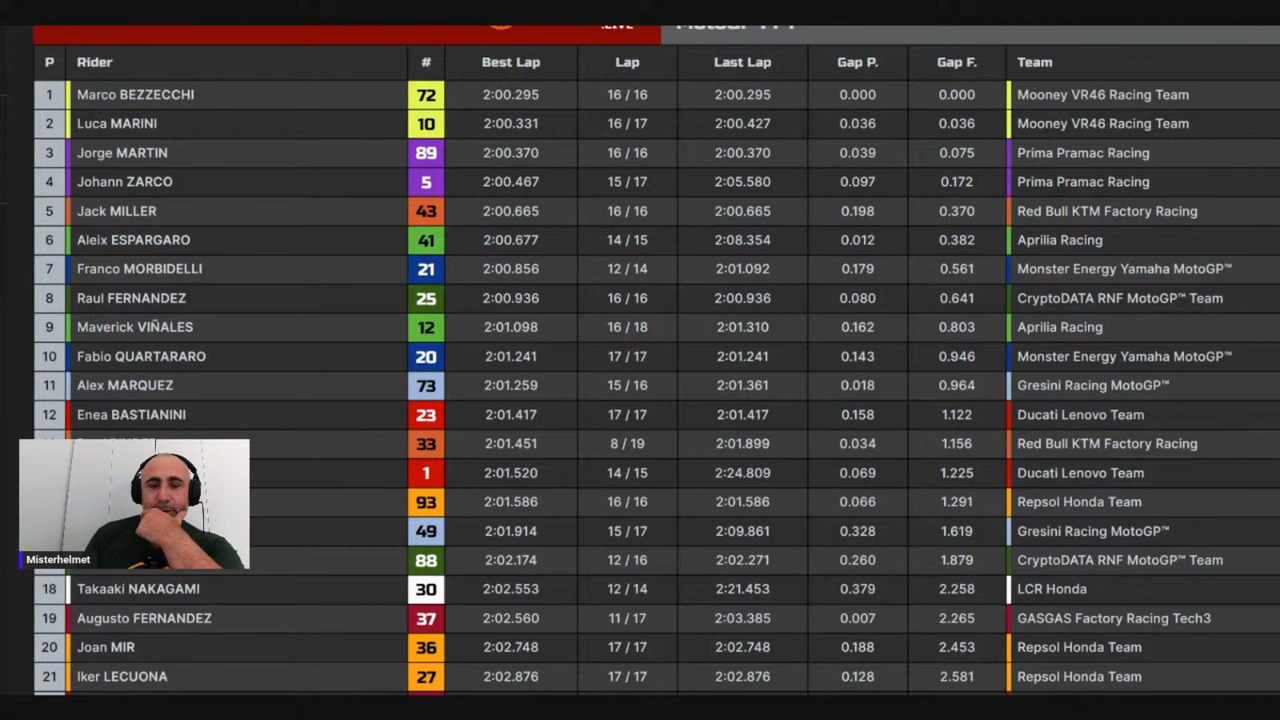 .LIVE
P Rider # Best Lap Lap Last Lap Gap P. Gap F. Team
1 Marco BEZZECCHI 72 2:00.295 16 / 16 2:00.295 0.000 0.000 Mooney VR46 Racing Team
2 Luca MARINI 10 2:00.331 16 / 17 2:00.427 0.036 0.036 Mooney VR46 Racing Team
3 Jorge MARTIN 89 2:00.370 16 / 16 2:00.370 0.039 0.075 Prima Pramac Racing
4 Johann ZARCO 5 2:00.467 15 / 17 2:05.580 0.097 0.172 Prima Pramac Racing
5 Jack MILLER 43 2:00.665 16 / 16 2:00.665 0.198 0.370 Red Bull KTM Factory Racing
6 Aleix ESPARGARO 41 2:00.677 14 / 15 2:08.354 0.012 0.382 Aprilia Racing
7 Franco MORBIDELLI 21 2:00.856 12 / 14 2:01.092 0.179 0.561 Monster Energy Yamaha MotoGP™
8 Raul FERNANDEZ 25 2:00.936 16 / 16 2:00.936 0.080 0.641 CryptoDATA RNF MotoGP™ Team
9 Maverick VIÑALES 12 2:01.098 16 / 18 2:01.310 0.162 0.803 Aprilia Racing
10 Fabio QUARTARARO 20 2:01.241 17 / 17 2:01.241 0.143 0.946 Monster Energy Yamaha MotoGP™
11 Alex MARQUEZ 73 2:01.259 15 / 16 2:01.361 0.018 0.964 Gresini Racing MotoGP™
12 Enea BASTIANINI 23 2:01.417 17 / 17 2:01.417 0.158 1.122 Ducati Lenovo Team
33 2:01.451 8 / 19 2:01.899 0.034 1.156 Red Bull KTM Factory Racing
1 2:01.520 14 / 15 2:24.809 0.069 1.225 Ducati Lenovo Team
93 2:01.586 16 / 16 2:01.586 0.066 1.291 Repsol Honda Team
49 2:01.914 15 / 17 2:09.861 0.328 1.619 Gresini Racing MotoGP™
Misterhelmet 88 2:02.174 12 / 16 2:02.271 0.260 1.879 CryptoDATA RNF MotoGP™ Team
18 Takaaki NAKAGAMI 30 2:02.553 12 / 14 2:21.453 0.379 2.258 LCR Honda
19 Augusto FERNANDEZ 37 2:02.560 11 / 17 2:03.385 0.007 2.265 GASGAS Factory Racing Tech3
20 Joan MIR 36 2:02.748 17 / 17 2:02.748 0.188 2.453 Repsol Honda Team
21 Iker LECUONA 27 2:02.876 17 / 17 2:02.876 0.128 2.581 Repsol Honda Team